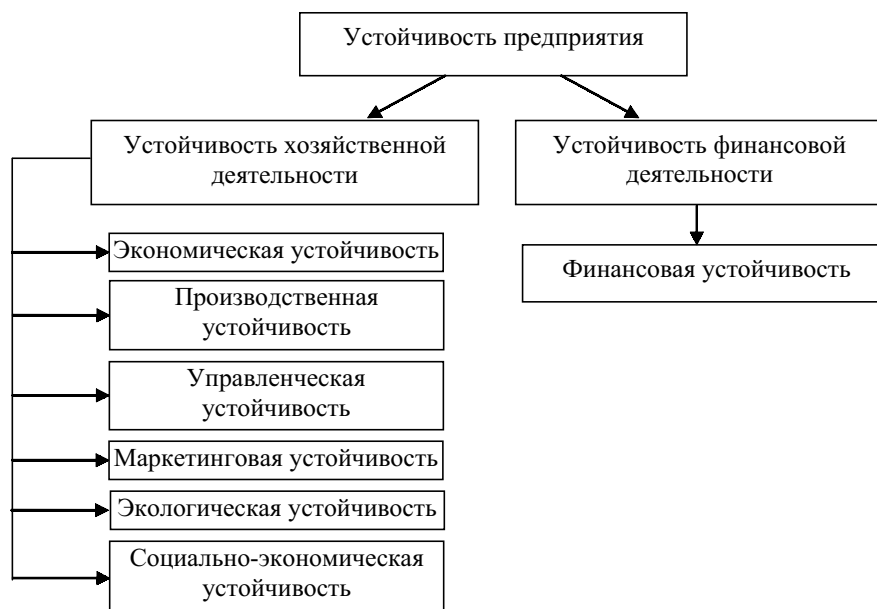 Устойчивость предприятия
Устойчивость хозяйственной
деятельности
Устойчивость финансовой
деятельности
Экономическая устойчивость
Производственная
устойчивость
Управленческая
устойчивость
Маркетинговая устойчивость
Экологическая устойчивость
Социально-экономическая
устойчивость
Финансовая устойчивость